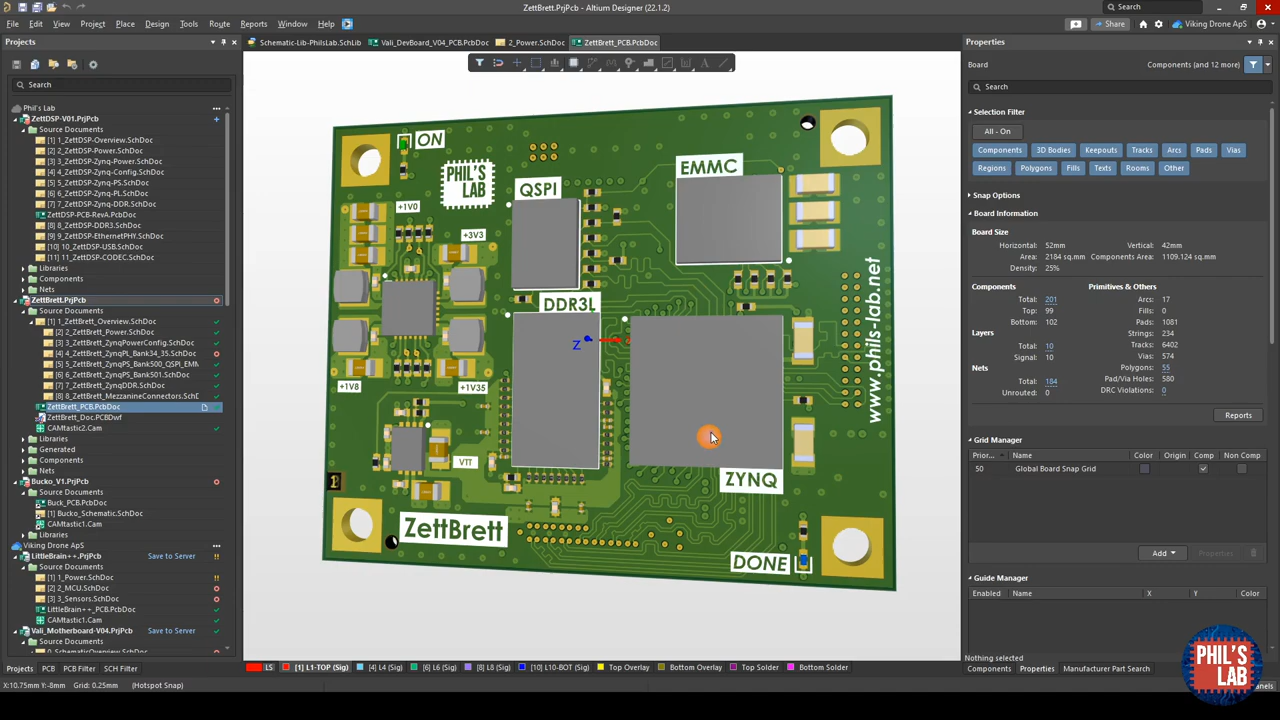 ZettBrett.PrjPcb - Altium Designer (22.1.2)
Search
File Edit View Project Place Design Tools Route Reports Window Help
Share
Viking Drone ApS
Projects
Schematic-Lib-PhilsLab.SchLib
Vali_DevBoard_V04_PCB.PcbDoc
2_Power.SchDoc
ZettBrett_PCB.PcbDoc
Properties
Board
Components (and 12 more)
Search
Search
Phil's Lab
ZettDSP-V01.PrjPcb
Source Documents
1_ZettDSP-Overview.SchDoc
2_ZettDSP-Power.SchDoc
3_ZettDSP-Zynq-Power.SchDoc
4_ZettDSP-Zynq-Config.SchDoc
5_ZettDSP-Zynq-PS.SchDoc
6_ZettDSP-Zynq-PL.SchDoc
7_ZettDSP-Zynq-DDR.SchDoc
ZettDSP-PCB-RevA.PcbDoc
8_ZettDSP-DDR3.SchDoc
9_ZettDSP-EthernetPHY.SchDoc
10_ZettDSP-USB.SchDoc
11_ZettDSP-CODEC.SchDoc
Libraries
Components
Nets
ZettBrett.PrjPcb
Source Documents
[1] 1_ZettBrett_Overview.SchDoc
[2] 2_ZettBrett_Power.SchDoc
[3] 3_ZettBrett_ZynqPowerConfig.SchDoc
[4] 4_ZettBrett_ZynqPL_Bank34_35.SchDoc
[5] 5_ZettBrett_ZynqPS_Bank500_QSPI_EMM
[6] 6_ZettBrett_ZynqPS_Bank501.SchDoc
[7] 7_ZettBrett_ZynqDDR.SchDoc
[8] 8_ZettBrett_MezzanineConnectors.SchD
ZettBrett_PCB.PcbDoc
ZettBrett_Doc.PCBDwf
CAMtastic2.Cam
Libraries
Generated
Components
Nets
Bucko_V1.PrjPcb
Source Documents
Buck_PCB.PcbDoc
[1] Bucko_Schematic.SchDoc
CAMtastic1.Cam
Libraries
Viking Drone ApS
LittleBrain++.PrjPcb Save to Server
Source Documents
[1] 1_Power.SchDoc
[2] 2_MCU.SchDoc
[3] 3_Sensors.SchDoc
LittleBrain++_PCB.PcbDoc
CAMtastic1.Cam
Vali_Motherboard-V04.PrjPcb Save to Server
Source Documents
Projects PCB PCB Filter SCH Filter
ON
PHIL'S
LAB
QSPI
EMMC
+1V0
+3V3
DDR3L
Z
+1V8
+1V35
VTT
ZYNQ
1
ZettBrett
DONE
www.phils-lab.net
LS [1] L1-TOP (Sig) [4] L4 (Sig) [6] L6 (Sig) [8] L8 (Sig) [10] L10-BOT (Sig) Top Overlay Bottom Overlay Top Solder Bottom Solder
Selection Filter
All - On
Components 3D Bodies Keepouts Tracks Arcs Pads Vias
Regions Polygons Fills Texts Rooms Other
Snap Options
Board Information
Board Size
Horizontal: 52mm Vertical: 42mm
Area: 2184 sq.mm Components Area: 1109.124 sq.mm
Density: 25%
Components Primitives & Others
Total: 201 Arcs: 17
Top: 99 Fills: 0
Bottom: 102 Pads: 1081
Layers Strings: 234
Total: 10 Tracks: 6402
Signal: 10 Vias: 574
Nets Polygons: 55
Total: 184 Pad/Via Holes: 580
Unrouted: 0 DRC Violations: 0
Reports
Grid Manager
Prior... Name Color Comp Non Comp
50 Global Board Snap Grid
Add Properties
Guide Manager
Enabled Name X Y Color
Nothing selected
Components Properties Manufacturer Part Search
X:10.75mm Y:-8mm Grid: 0.25mm (Hotspot Snap)
PHIL'S
LAB